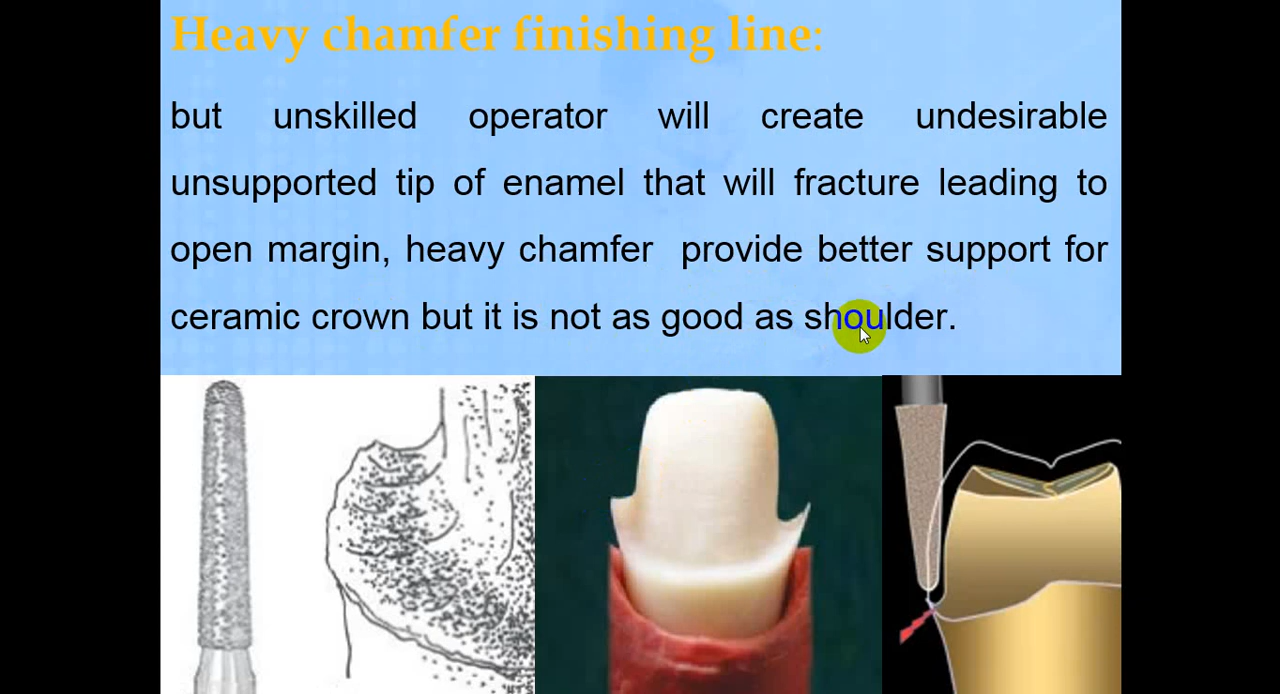 Heavy chamfer finishing line:
but unskilled operator will create undesirable
unsupported tip of enamel that will fracture leading to
open margin, heavy chamfer provide better support for
ceramic crown but it is not as good as shoulder.